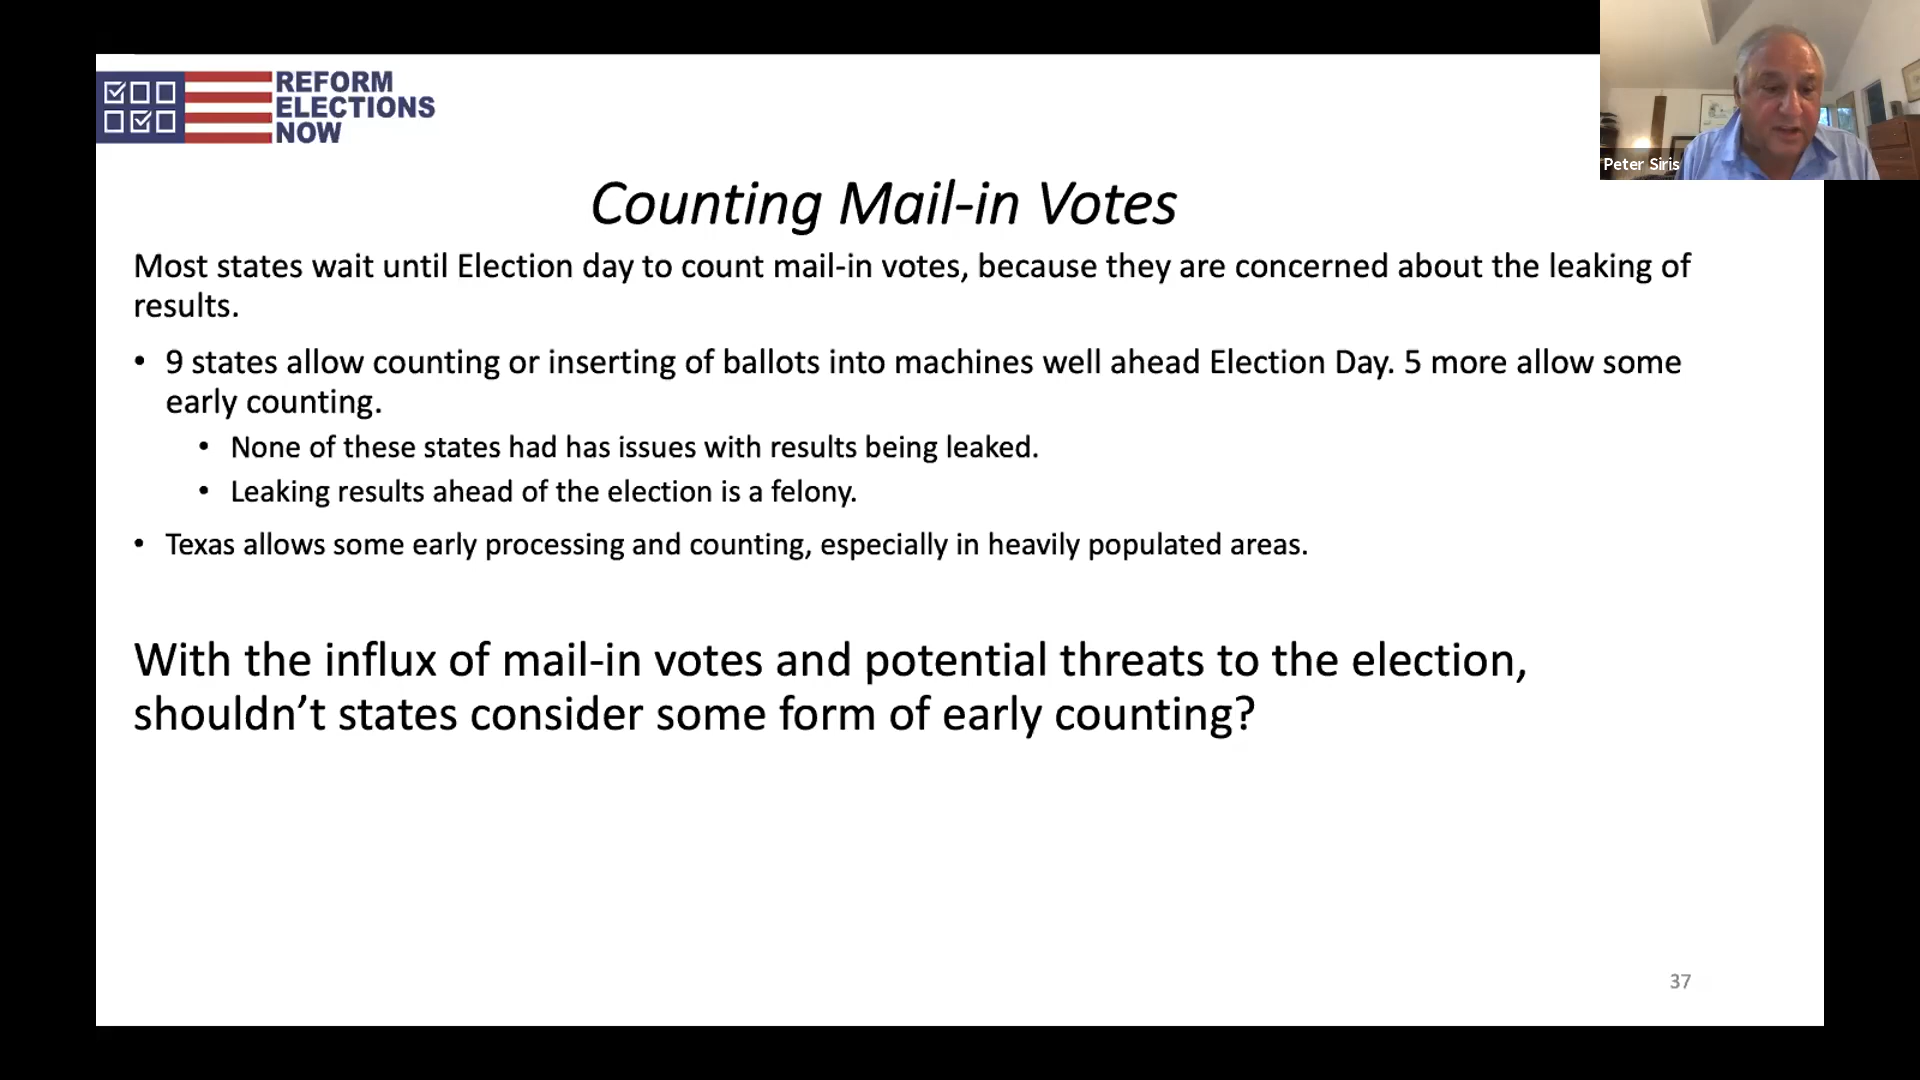 REFORM
ELECTIONS
NOW
Peter Siris
Counting Mail-in Votes
Most states wait until Election day to count mail-in votes, because they are concerned about the leaking of
results.
• 9 states allow counting or inserting of ballots into machines well ahead Election Day. 5 more allow some
early counting.
• None of these states had has issues with results being leaked.
• Leaking results ahead of the election is a felony.
• Texas allows some early processing and counting, especially in heavily populated areas.
With the influx of mail-in votes and potential threats to the election,
shouldn’t states consider some form of early counting?
37